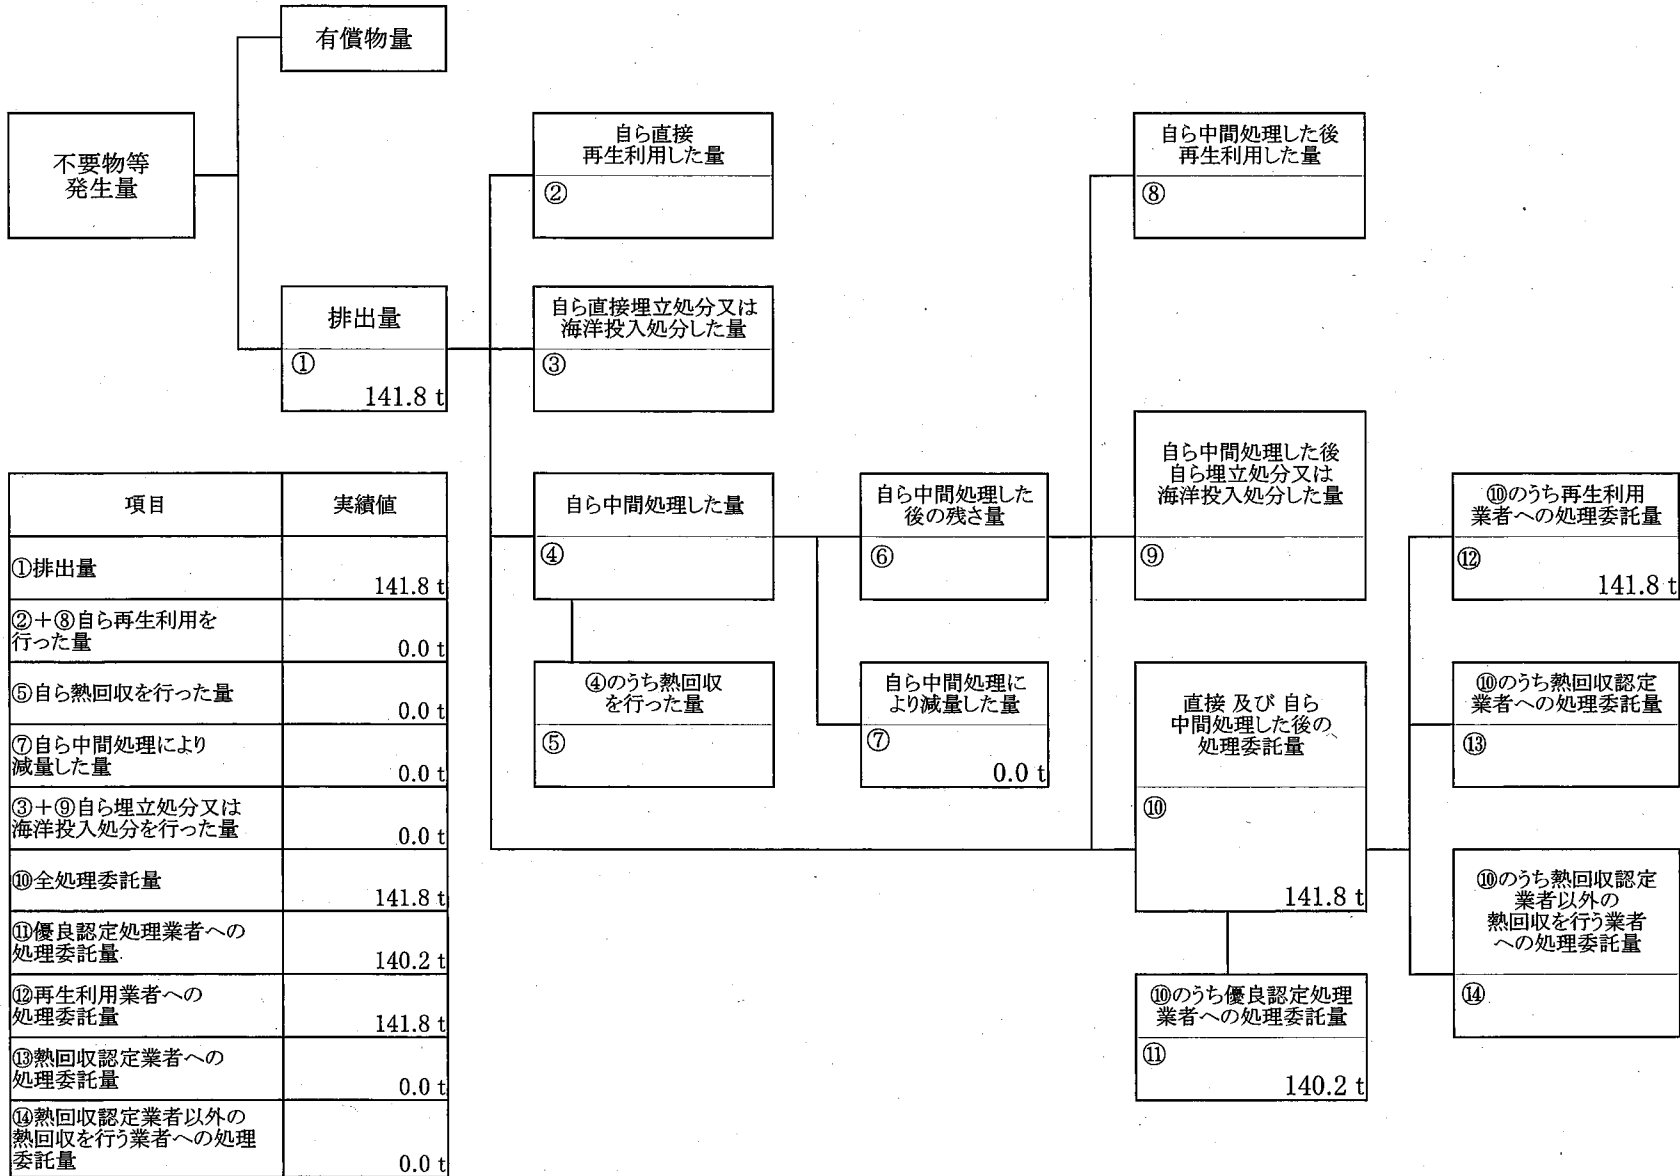 有償物量
不要物等
発生量
排出量
①
141.8 t
自ら直接
再生利用した量
②
自ら直接埋立処分又は
海洋投入処分した量
③
自ら中間処理した量
④
④のうち熱回収
を行った量
⑤
自ら中間処理した
後の残さ量
⑥
自ら中間処理に
より減量した量
⑦
0.0 t
自ら中間処理した後
再生利用した量
⑧
自ら中間処理した後
自ら埋立処分又は
海洋投入処分した量
⑨
直接 及び 自ら
中間処理した後の
処理委託量
⑩
141.8 t
⑩のうち優良認定処理
業者への処理委託量
⑪
140.2 t
⑩のうち再生利用
業者への処理委託量
⑫
141.8 t
⑩のうち熱回収認定
業者への処理委託量
⑬
⑩のうち熱回収認定
業者以外の
熱回収を行う業者
への処理委託量
⑭
項目 実績値
①排出量
141.8 t
②+⑧自ら再生利用を
行った量
0.0 t
⑤自ら熱回収を行った量
0.0 t
⑦自ら中間処理により
減量した量
0.0 t
③+⑨自ら埋立処分又は
海洋投入処分を行った量
0.0 t
⑩全処理委託量
141.8 t
⑪優良認定処理業者への
処理委託量
140.2 t
⑫再生利用業者への
処理委託量
141.8 t
⑬熱回収認定業者への
処理委託量
0.0 t
⑭熱回収認定業者以外の
熱回収を行う業者への処理
委託量
0.0 t